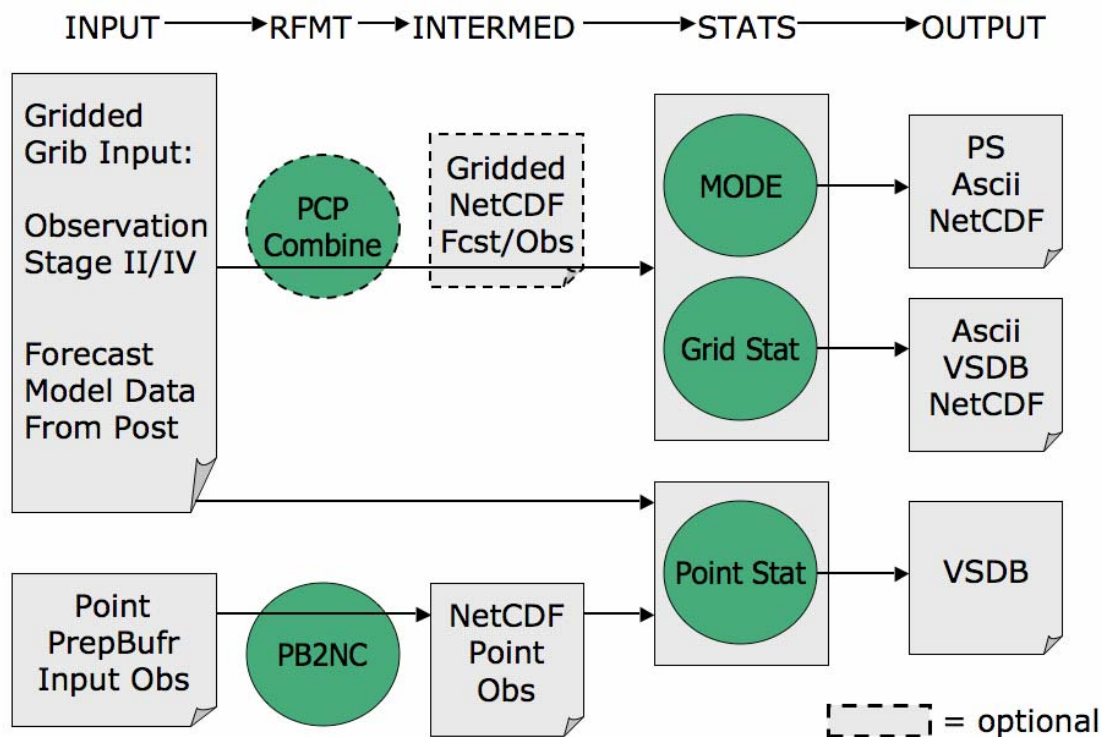 INPUT RFMT INTERMED STATS OUTPUT
Gridded
Grib Input:
Observation
Stage II/IV
Forecast
Model Data
From Post
PCP
Combine
Gridded
NetCDF
Fcst/Obs
MODE
PS
Ascii
NetCDF
Grid Stat
Ascii
VSDB
NetCDF
Point
PrepBufr
Input Obs
PB2NC
NetCDF
Point
Obs
Point Stat
VSDB
= optional